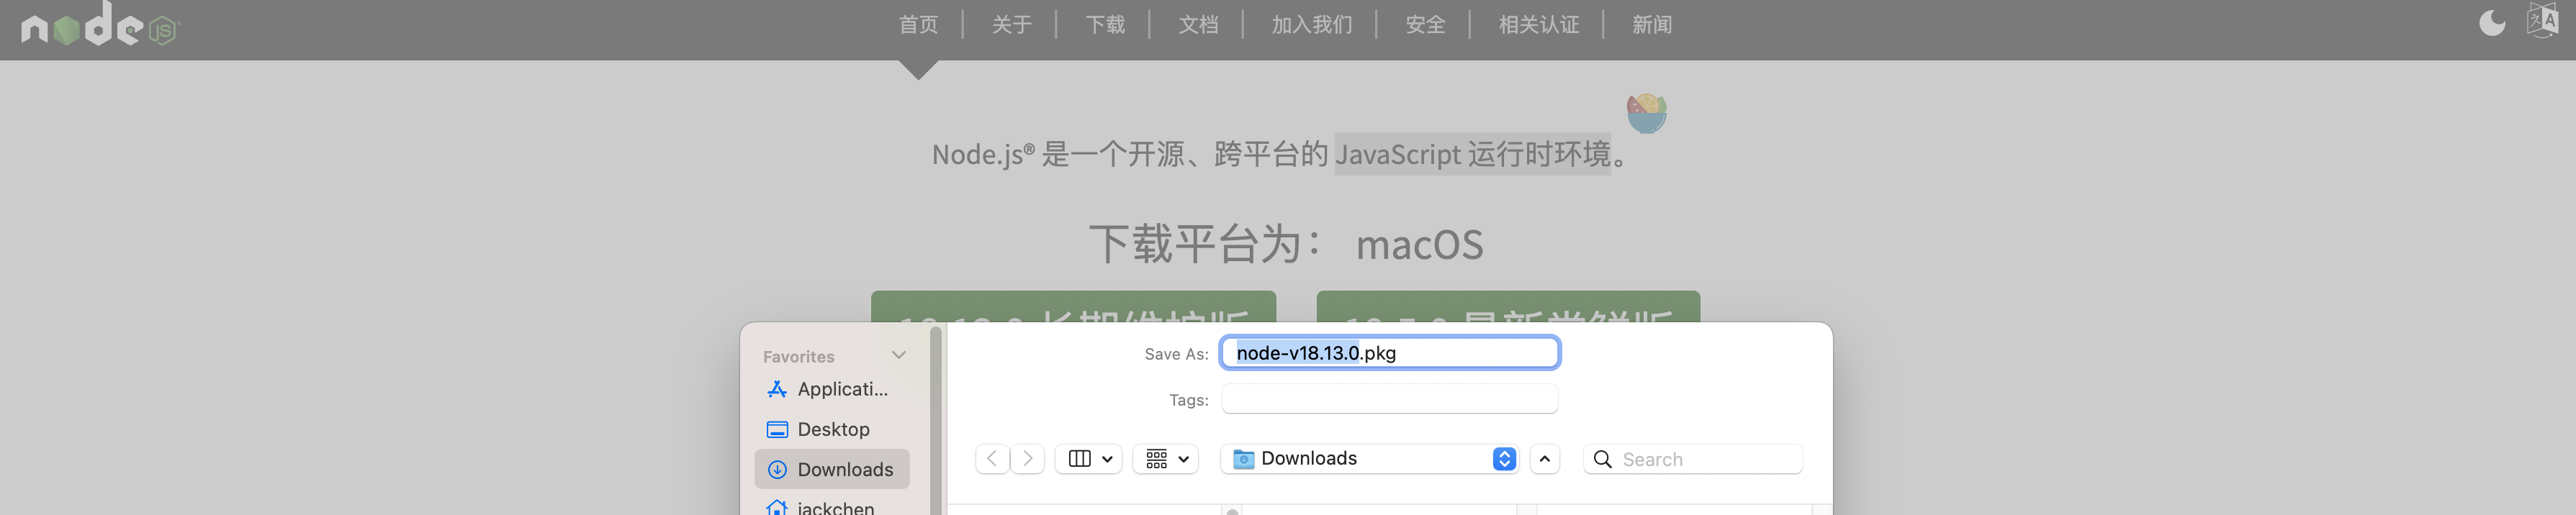 node JS
首页 | 关于 | 下载 | 文档 | 加入我们 | 安全 | 相关认证 | 新闻
A
Node.js® 是一个开源、跨平台的 JavaScript 运行时环境。
下载平台为： macOS
18.13.0 长期维护版
最新尝鲜版
Favorites
Applicati...
Desktop
Downloads
jackchen
Save As: node-v18.13.0.pkg
Tags:
Downloads
Search